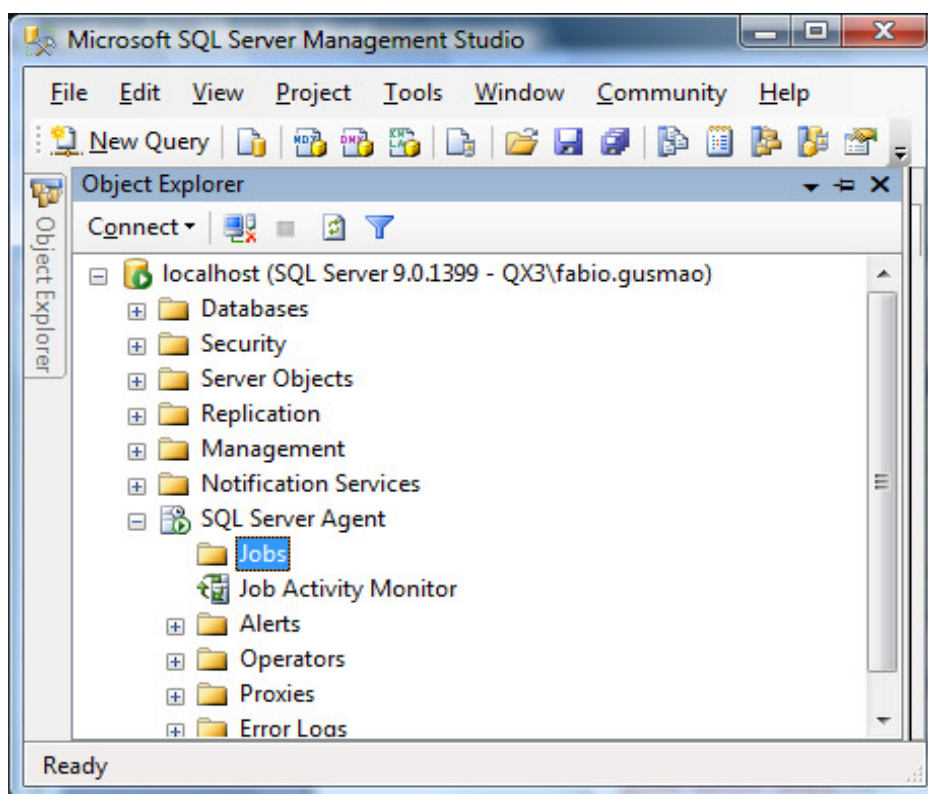 Microsoft SQL Server Management Studio
File Edit View Project Tools Window Community Help
New Query
Object Explorer
Object Explorer
Connect
localhost (SQL Server 9.0.1399 - QX3\fabio.gusmao)
Databases
Security
Server Objects
Replication
Management
Notification Services
SQL Server Agent
Jobs
Job Activity Monitor
Alerts
Operators
Proxies
Error Logs
Ready